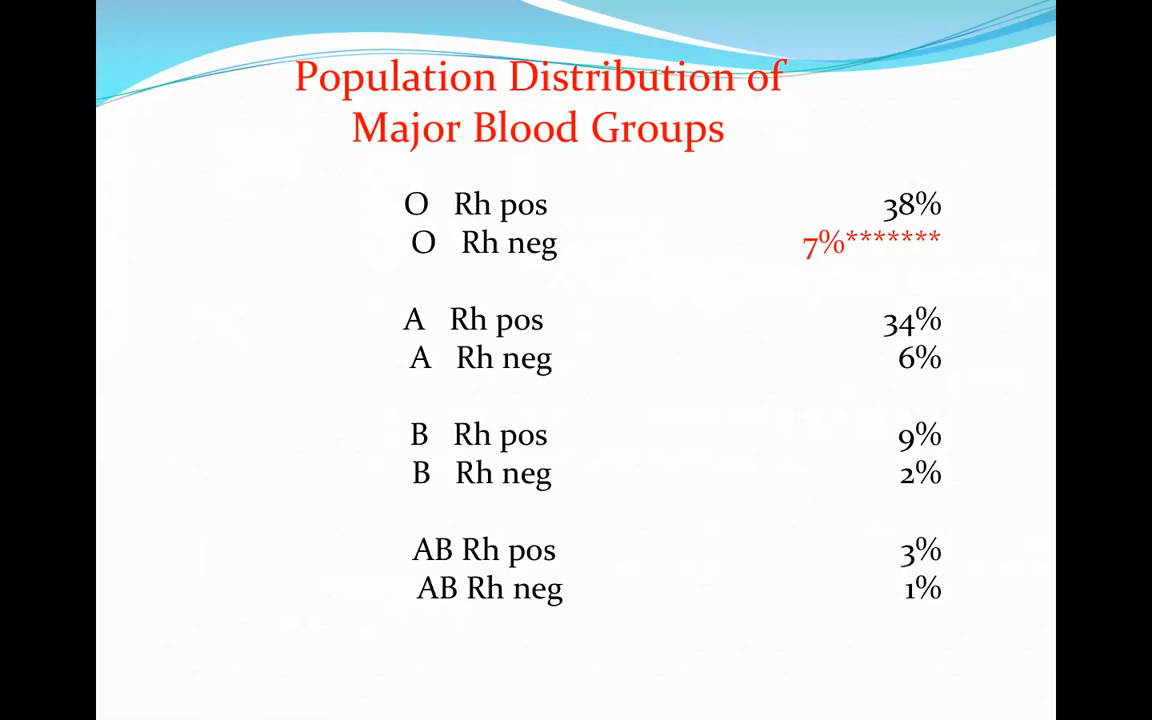 Population Distribution of
Major Blood Groups
O Rh pos 38%
O Rh neg 7%*******
A Rh pos 34%
A Rh neg 6%
B Rh pos 9%
B Rh neg 2%
AB Rh pos 3%
AB Rh neg 1%